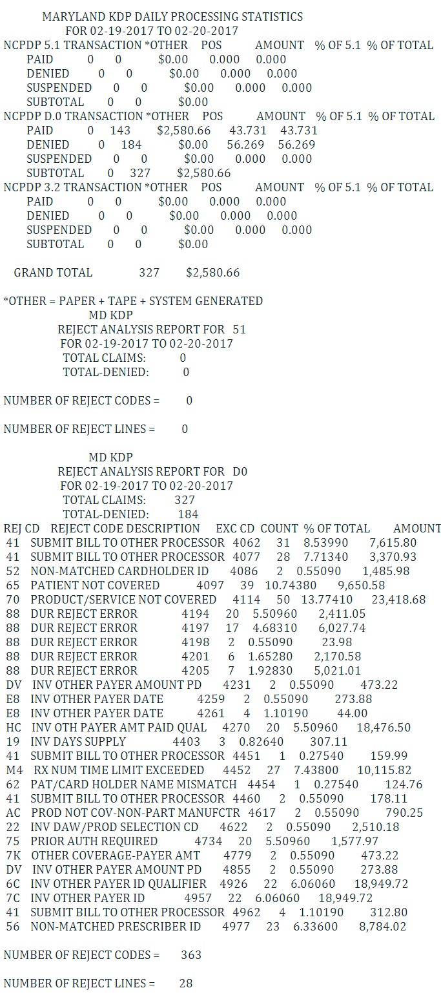 MARYLAND KDP DAILY PROCESSING STATISTICS
FOR 02-19-2017 TO 02-20-2017
NCPDP 5.1 TRANSACTION *OTHER POS AMOUNT % OF 5.1 % OF TOTAL
PAID 0 0 $0.00 0.000 0.000
DENIED 0 0 $0.00 0.000 0.000
SUSPENDED 0 0 $0.00 0.000 0.000
SUBTOTAL 0 0 $0.00
NCPDP D.0 TRANSACTION *OTHER POS AMOUNT % OF 5.1 % OF TOTAL
PAID 0 143 $2,580.66 43.731 43.731
DENIED 0 184 $0.00 56.269 56.269
SUSPENDED 0 0 $0.00 0.000 0.000
SUBTOTAL 0 327 $2,580.66
NCPDP 3.2 TRANSACTION *OTHER POS AMOUNT % OF 5.1 % OF TOTAL
PAID 0 0 $0.00 0.000 0.000
DENIED 0 0 $0.00 0.000 0.000
SUSPENDED 0 0 $0.00 0.000 0.000
SUBTOTAL 0 0 $0.00
GRAND TOTAL 327 $2,580.66
*OTHER = PAPER + TAPE + SYSTEM GENERATED
MD KDP
REJECT ANALYSIS REPORT FOR 51
FOR 02-19-2017 TO 02-20-2017
TOTAL CLAIMS: 0
TOTAL-DENIED: 0
NUMBER OF REJECT CODES = 0
NUMBER OF REJECT LINES = 0
MD KDP
REJECT ANALYSIS REPORT FOR D0
FOR 02-19-2017 TO 02-20-2017
TOTAL CLAIMS: 327
TOTAL-DENIED: 184
REJ CD REJECT CODE DESCRIPTION EXC CD COUNT % OF TOTAL AMOUNT
41 SUBMIT BILL TO OTHER PROCESSOR 4062 31 8.53990 7,615.80
41 SUBMIT BILL TO OTHER PROCESSOR 4077 28 7.71340 3,370.93
52 NON-MATCHED CARDHOLDER ID 4086 2 0.55090 1,485.98
65 PATIENT NOT COVERED 4097 39 10.74380 9,650.58
70 PRODUCT/SERVICE NOT COVERED 4114 50 13.77410 23,418.68
88 DUR REJECT ERROR 4194 20 5.50960 2,411.05
88 DUR REJECT ERROR 4197 17 4.68310 6,027.74
88 DUR REJECT ERROR 4198 2 0.55090 23.98
88 DUR REJECT ERROR 4201 6 1.65280 2,170.58
88 DUR REJECT ERROR 4205 7 1.92830 5,021.01
DV INV OTHER PAYER AMOUNT PD 4231 2 0.55090 473.22
E8 INV OTHER PAYER DATE 4259 2 0.55090 273.88
E8 INV OTHER PAYER DATE 4261 4 1.10190 44.00
HC INV OTH PAYER AMT PAID QUAL 4270 20 5.50960 18,476.50
19 INV DAYS SUPPLY 4403 3 0.82640 307.11
41 SUBMIT BILL TO OTHER PROCESSOR 4451 1 0.27540 159.99
M4 RX NUM TIME LIMIT EXCEEDED 4452 27 7.43800 10,115.82
62 PAT/CARD HOLDER NAME MISMATCH 4454 1 0.27540 124.76
41 SUBMIT BILL TO OTHER PROCESSOR 4460 2 0.55090 178.11
AC PROD NOT COV-NON-PART MANUFCTR 4617 2 0.55090 790.25
22 INV DAW/PROD SELECTION CD 4622 2 0.55090 2,510.18
75 PRIOR AUTH REQUIRED 4734 20 5.50960 1,577.97
7K OTHER COVERAGE-PAYER AMT 4779 2 0.55090 473.22
DV INV OTHER PAYER AMOUNT PD 4855 2 0.55090 273.88
6C INV OTHER PAYER ID QUALIFIER 4926 22 6.06060 18,949.72
7C INV OTHER PAYER ID 4957 22 6.06060 18,949.72
41 SUBMIT BILL TO OTHER PROCESSOR 4962 4 1.10190 312.80
56 NON-MATCHED PRESCRIBER ID 4977 23 6.33600 8,784.02
NUMBER OF REJECT CODES = 363
NUMBER OF REJECT LINES = 28